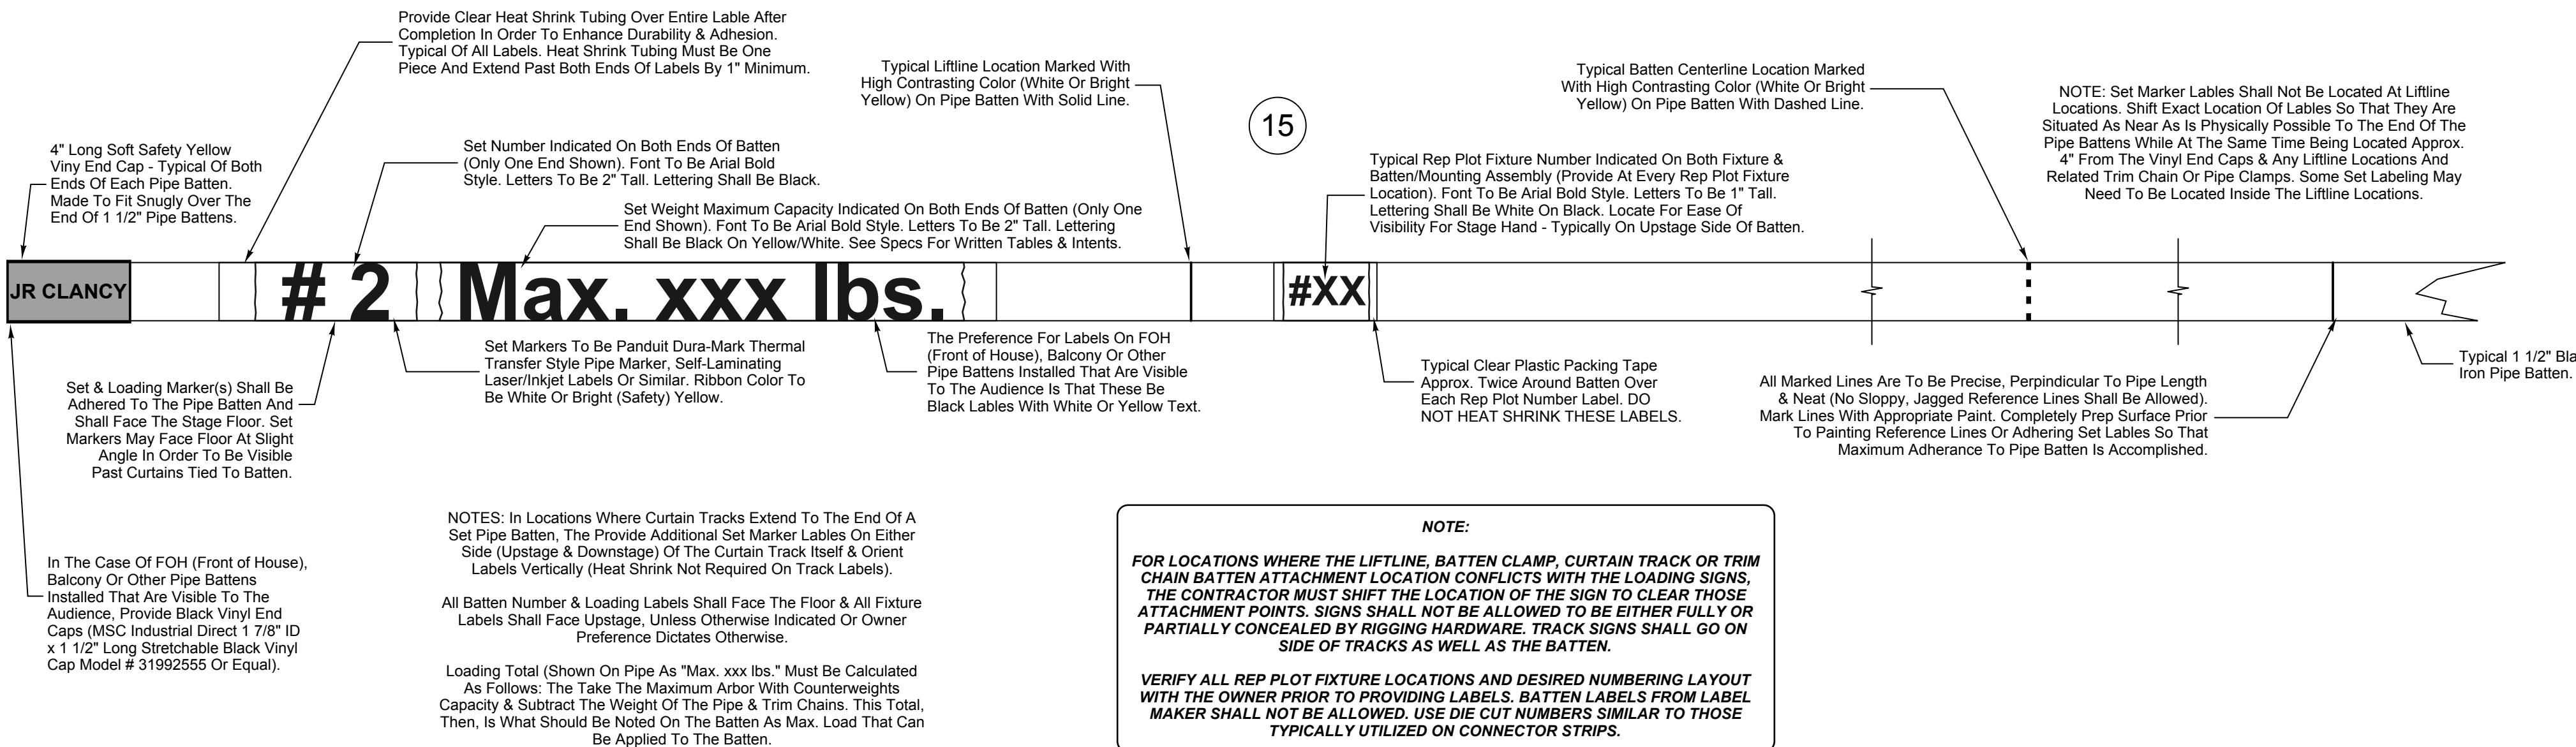 Provide Clear Heat Shrink Tubing Over Entire Lable After
Completion In Order To Enhance Durability & Adhesion.
Typical Of All Labels. Heat Shrink Tubing Must Be One
Piece And Extend Past Both Ends Of Labels By 1" Minimum.
Typical Liftline Location Marked With
High Contrasting Color (White Or Bright
Yellow) On Pipe Batten With Solid Line.
15
Typical Batten Centerline Location Marked
With High Contrasting Color (White Or Bright
Yellow) On Pipe Batten With Dashed Line.
NOTE: Set Marker Lables Shall Not Be Located At Liftline
Locations. Shift Exact Location Of Lables So That They Are
Situated As Near As Is Physically Possible To The End Of The
Pipe Battens While At The Same Time Being Located Approx.
4" From The Vinyl End Caps & Any Liftline Locations And
Related Trim Chain Or Pipe Clamps. Some Set Labeling May
Need To Be Located Inside The Liftline Locations.
4" Long Soft Safety Yellow
Viny End Cap - Typical Of Both
Ends Of Each Pipe Batten.
Made To Fit Snugly Over The
End Of 1 1/2" Pipe Battens.
Set Number Indicated On Both Ends Of Batten
(Only One End Shown). Font To Be Arial Bold
Style. Letters To Be 2" Tall. Lettering Shall Be Black.
Set Weight Maximum Capacity Indicated On Both Ends Of Batten (Only One
End Shown). Font To Be Arial Bold Style. Letters To Be 2" Tall. Lettering
Shall Be Black On Yellow/White. See Specs For Written Tables & Intents.
Typical Rep Plot Fixture Number Indicated On Both Fixture &
Batten/Mounting Assembly (Provide At Every Rep Plot Fixture
Location). Font To Be Arial Bold Style. Letters To Be 1" Tall.
Lettering Shall Be White On Black. Locate For Ease Of
Visibility For Stage Hand - Typically On Upstage Side Of Batten.
JR CLANCY
# 2
Max. xxx lbs.
#XX
Set & Loading Marker(s) Shall Be
Adhered To The Pipe Batten And
Shall Face The Stage Floor. Set
Markers May Face Floor At Slight
Angle In Order To Be Visible
Past Curtains Tied To Batten.
Set Markers To Be Panduit Dura-Mark Thermal
Transfer Style Pipe Marker, Self-Laminating
Laser/Inkjet Labels Or Similar. Ribbon Color To
Be White Or Bright (Safety) Yellow.
The Preference For Labels On FOH
(Front of House), Balcony Or Other
Pipe Battens Installed That Are Visible
To The Audience Is That These Be
Black Lables With White Or Yellow Text.
Typical Clear Plastic Packing Tape
Approx. Twice Around Batten Over
Each Rep Plot Number Label. DO
NOT HEAT SHRINK THESE LABELS.
All Marked Lines Are To Be Precise, Perpindicular To Pipe Length
& Neat (No Sloppy, Jagged Reference Lines Shall Be Allowed).
Mark Lines With Appropriate Paint. Completely Prep Surface Prior
To Painting Reference Lines Or Adhering Set Lables So That
Maximum Adherance To Pipe Batten Is Accomplished.
Typical 1 1/2"
Iron Pipe Batten.
In The Case Of FOH (Front of House),
Balcony Or Other Pipe Battens
Installed That Are Visible To The
Audience, Provide Black Vinyl End
Caps (MSC Industrial Direct 1 7/8" ID
x 1 1/2" Long Stretchable Black Vinyl
Cap Model # 31992555 Or Equal).
NOTES: In Locations Where Curtain Tracks Extend To The End Of A
Set Pipe Batten, The Provide Additional Set Marker Lables On Either
Side (Upstage & Downstage) Of The Curtain Track Itself & Orient
Labels Vertically (Heat Shrink Not Required On Track Labels).
All Batten Number & Loading Labels Shall Face The Floor & All Fixture
Labels Shall Face Upstage, Unless Otherwise Indicated Or Owner
Preference Dictates Otherwise.
Loading Total (Shown On Pipe As "Max. xxx lbs." Must Be Calculated
As Follows: The Take The Maximum Arbor With Counterweights
Capacity & Subtract The Weight Of The Pipe & Trim Chains. This Total,
Then, Is What Should Be Noted On The Batten As Max. Load That Can
Be Applied To The Batten.
NOTE:
FOR LOCATIONS WHERE THE LIFTLINE, BATTEN CLAMP, CURTAIN TRACK OR TRIM
CHAIN BATTEN ATTACHMENT LOCATION CONFLICTS WITH THE LOADING SIGNS,
THE CONTRACTOR MUST SHIFT THE LOCATION OF THE SIGN TO CLEAR THOSE
ATTACHMENT POINTS. SIGNS SHALL NOT BE ALLOWED TO BE EITHER FULLY OR
PARTIALLY CONCEALED BY RIGGING HARDWARE. TRACK SIGNS SHALL GO ON
SIDE OF TRACKS AS WELL AS THE BATTEN.
VERIFY ALL REP PLOT FIXTURE LOCATIONS AND DESIRED NUMBERING LAYOUT
WITH THE OWNER PRIOR TO PROVIDING LABELS. BATTEN LABELS FROM LABEL
MAKER SHALL NOT BE ALLOWED. USE DIE CUT NUMBERS SIMILAR TO THOSE
TYPICALLY UTILIZED ON CONNECTOR STRIPS.